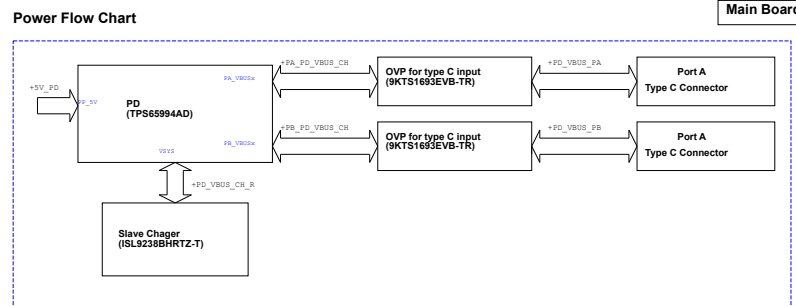 Power Flow Chart
Main Board
+5V_PD
PP_5V
PA_VBUSx
PD
(TPS65994AD)
PB_VBUSx
VSYS
+PA_PD_VBUS_CH
OVP for type C input
(9KTS1693EVB-TR)
+PD_VBUS_PA
Port A
Type C Connector
+PB_PD_VBUS_CH
OVP for type C input
(9KTS1693EVB-TR)
+PD_VBUS_PB
Port A
Type C Connector
+PD_VBUS_CH_R
Slave Chager
(ISL9238BHRTZ-T)